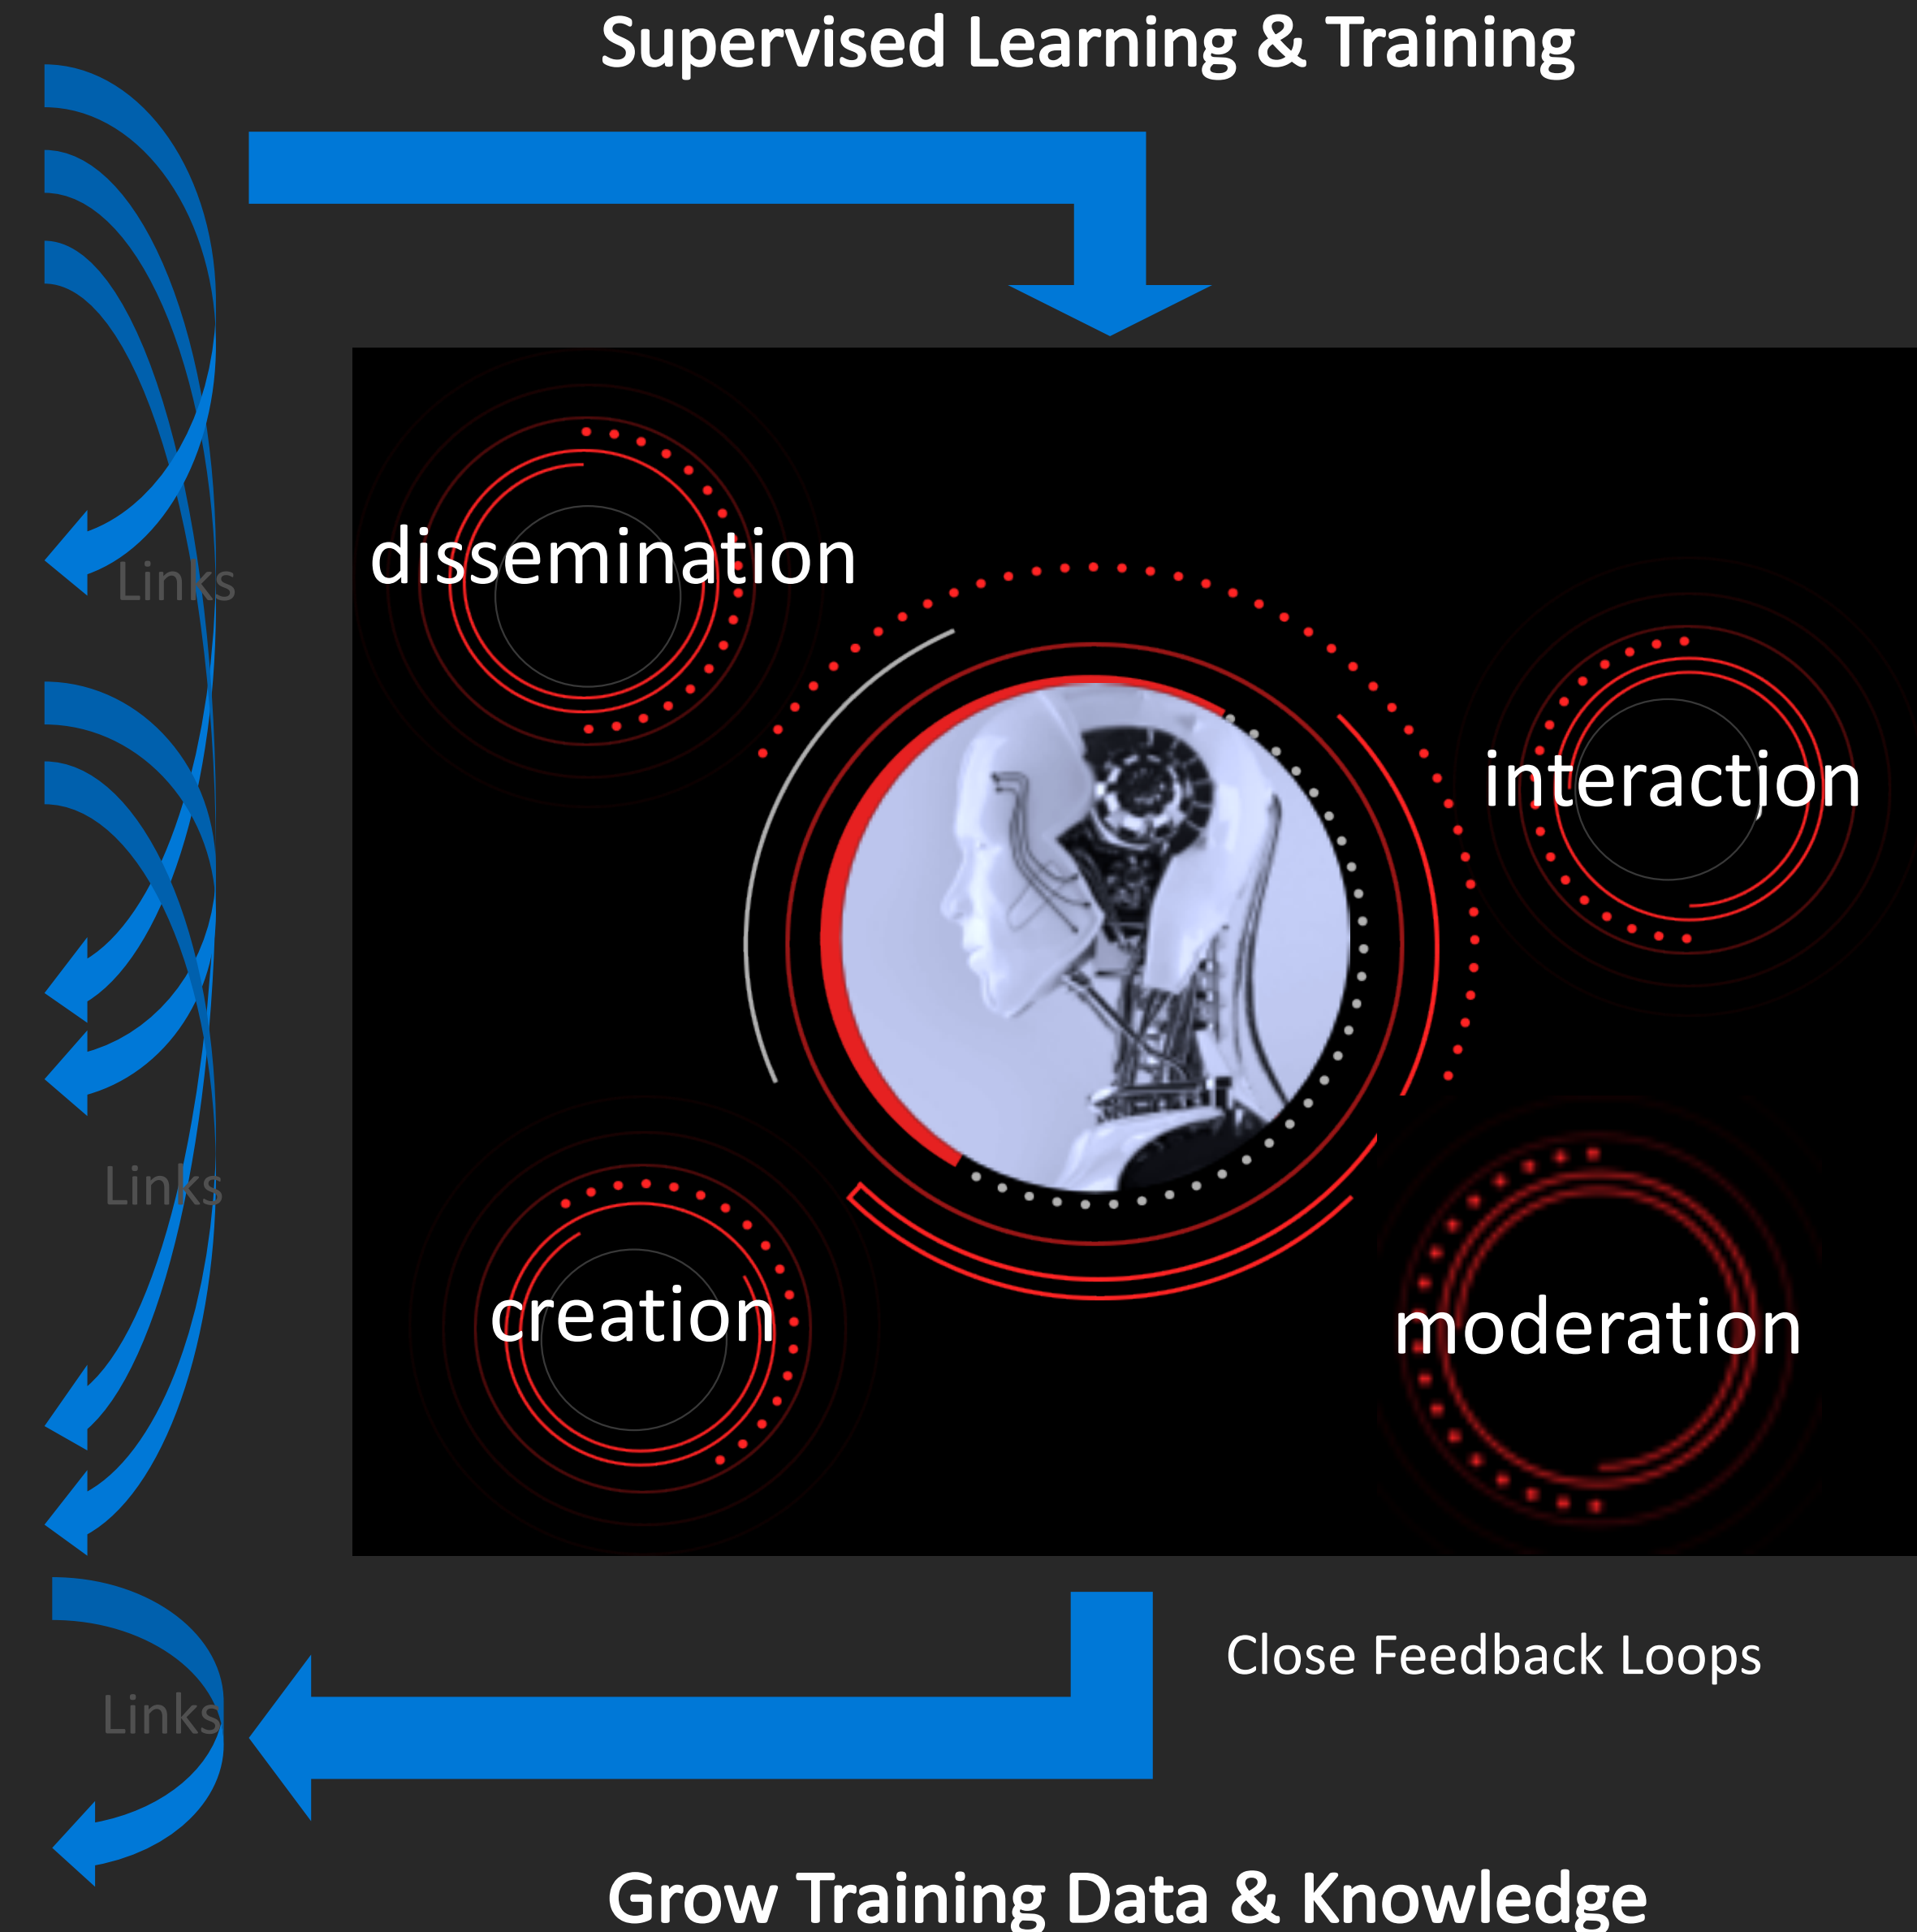 Supervised Learning & Training
dissemination
Links
interaction
Links
creation
moderation
Close Feedback Loops
Links
Grow Training Data & Knowledge